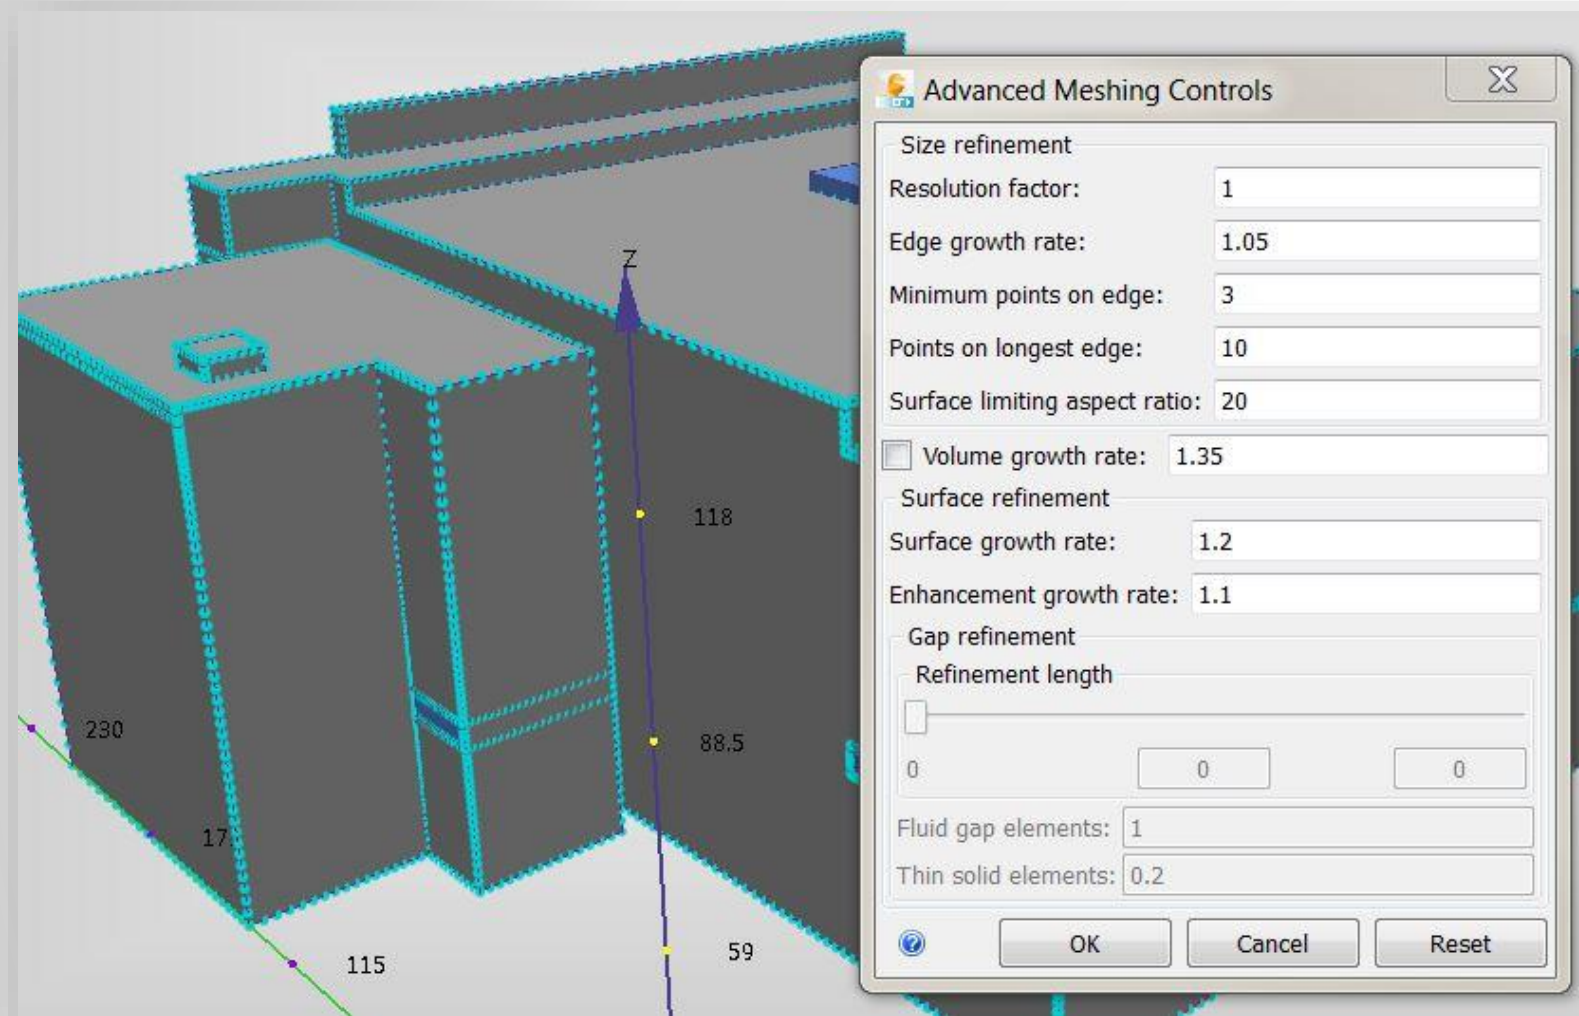 Advanced Meshing Controls
Size refinement
Resolution factor: 1
Edge growth rate: 1.05
Minimum points on edge: 3
Points on longest edge: 10
Surface limiting aspect ratio: 20
Volume growth rate: 1.35
Surface refinement
Surface growth rate: 1.2
Enhancement growth rate: 1.1
Gap refinement
Refinement length
0 0 0
Fluid gap elements: 1
Thin solid elements: 0.2
OK Cancel Reset
Z
118
88.5
59
230
115